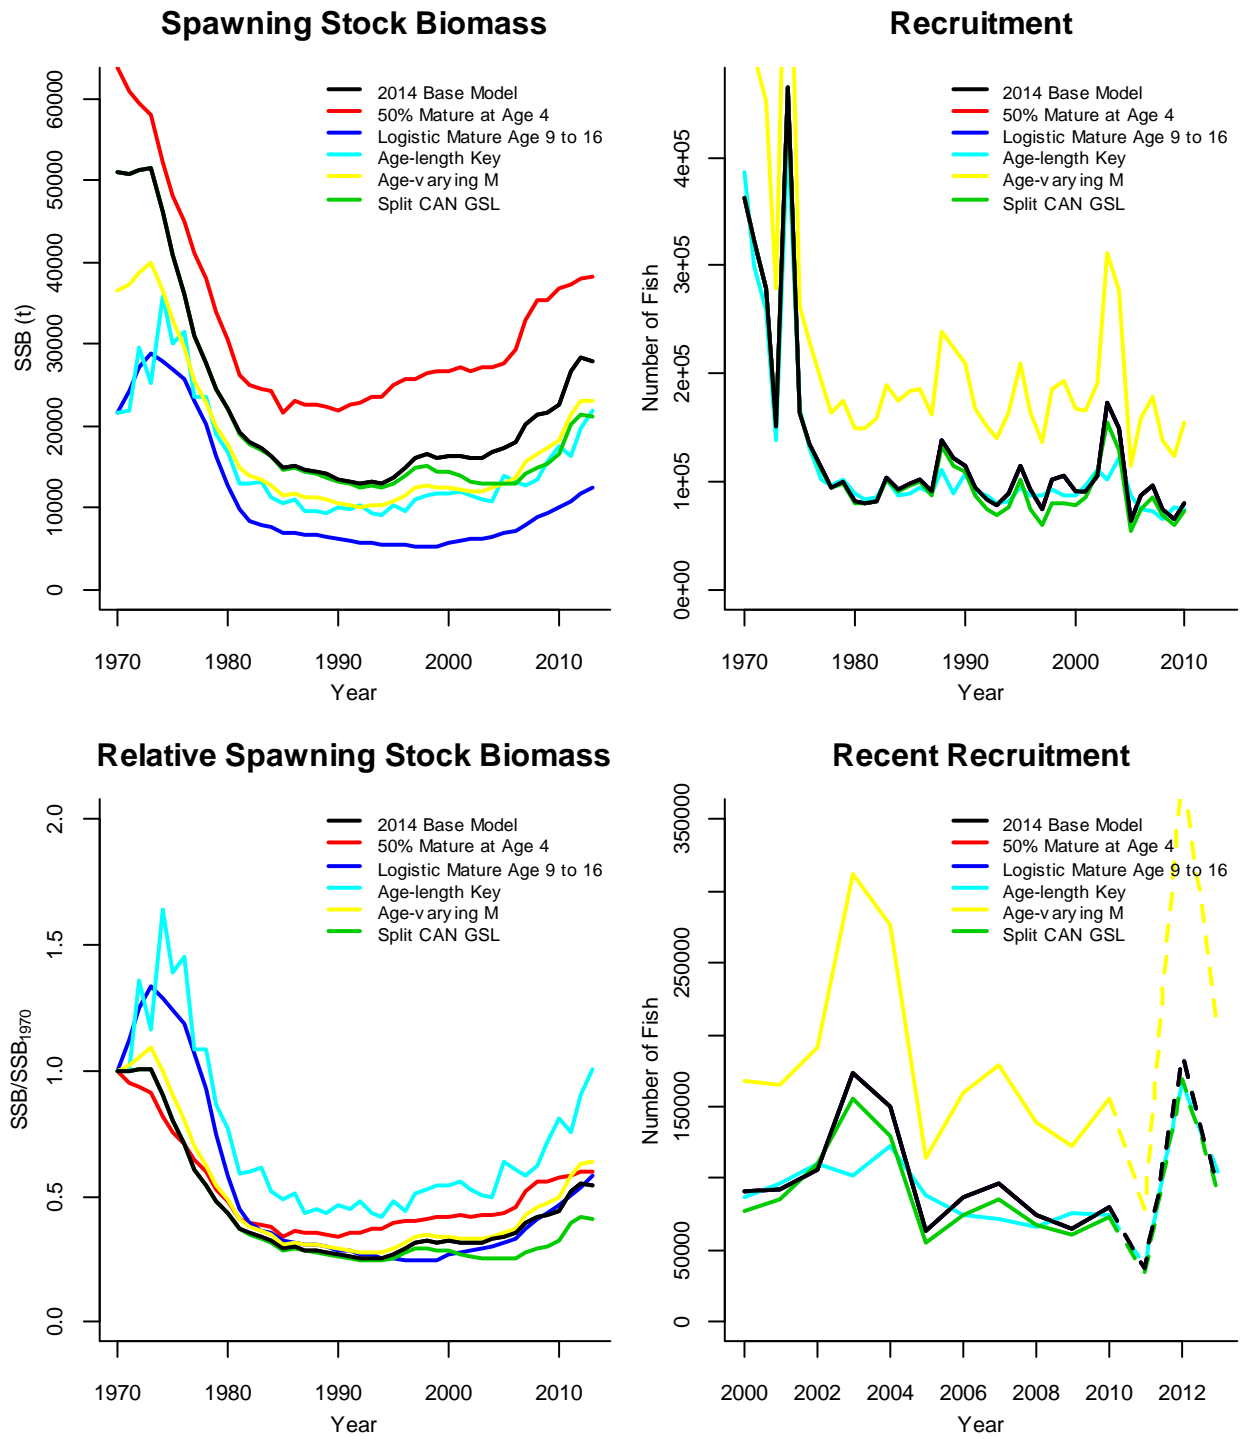 Spawning Stock Biomass
SSB (t)
60000
50000
40000
30000
20000
10000
0
2014 Base Model
50% Mature at Age 4
Logistic Mature Age 9 to 16
Age-length Key
Age-varying M
Split CAN GSL
1970
1980
1990
2000
2010
Year
Recruitment
Number of Fish
4e+05
3e+05
2e+05
1e+05
0e+00
2014 Base Model
50% Mature at Age 4
Logistic Mature Age 9 to 16
Age-length Key
Age-varying M
Split CAN GSL
1970
1980
1990
2000
2010
Year
Relative Spawning Stock Biomass
SSB/SSB1970
2.0
1.5
1.0
0.5
0.0
2014 Base Model
50% Mature at Age 4
Logistic Mature Age 9 to 16
Age-length Key
Age-varying M
Split CAN GSL
1970
1980
1990
2000
2010
Year
Recent Recruitment
Number of Fish
350000
250000
150000
100000
50000
0
2014 Base Model
50% Mature at Age 4
Logistic Mature Age 9 to 16
Age-length Key
Age-varying M
Split CAN GSL
2000
2002
2004
2006
2008
2010
2012
Year